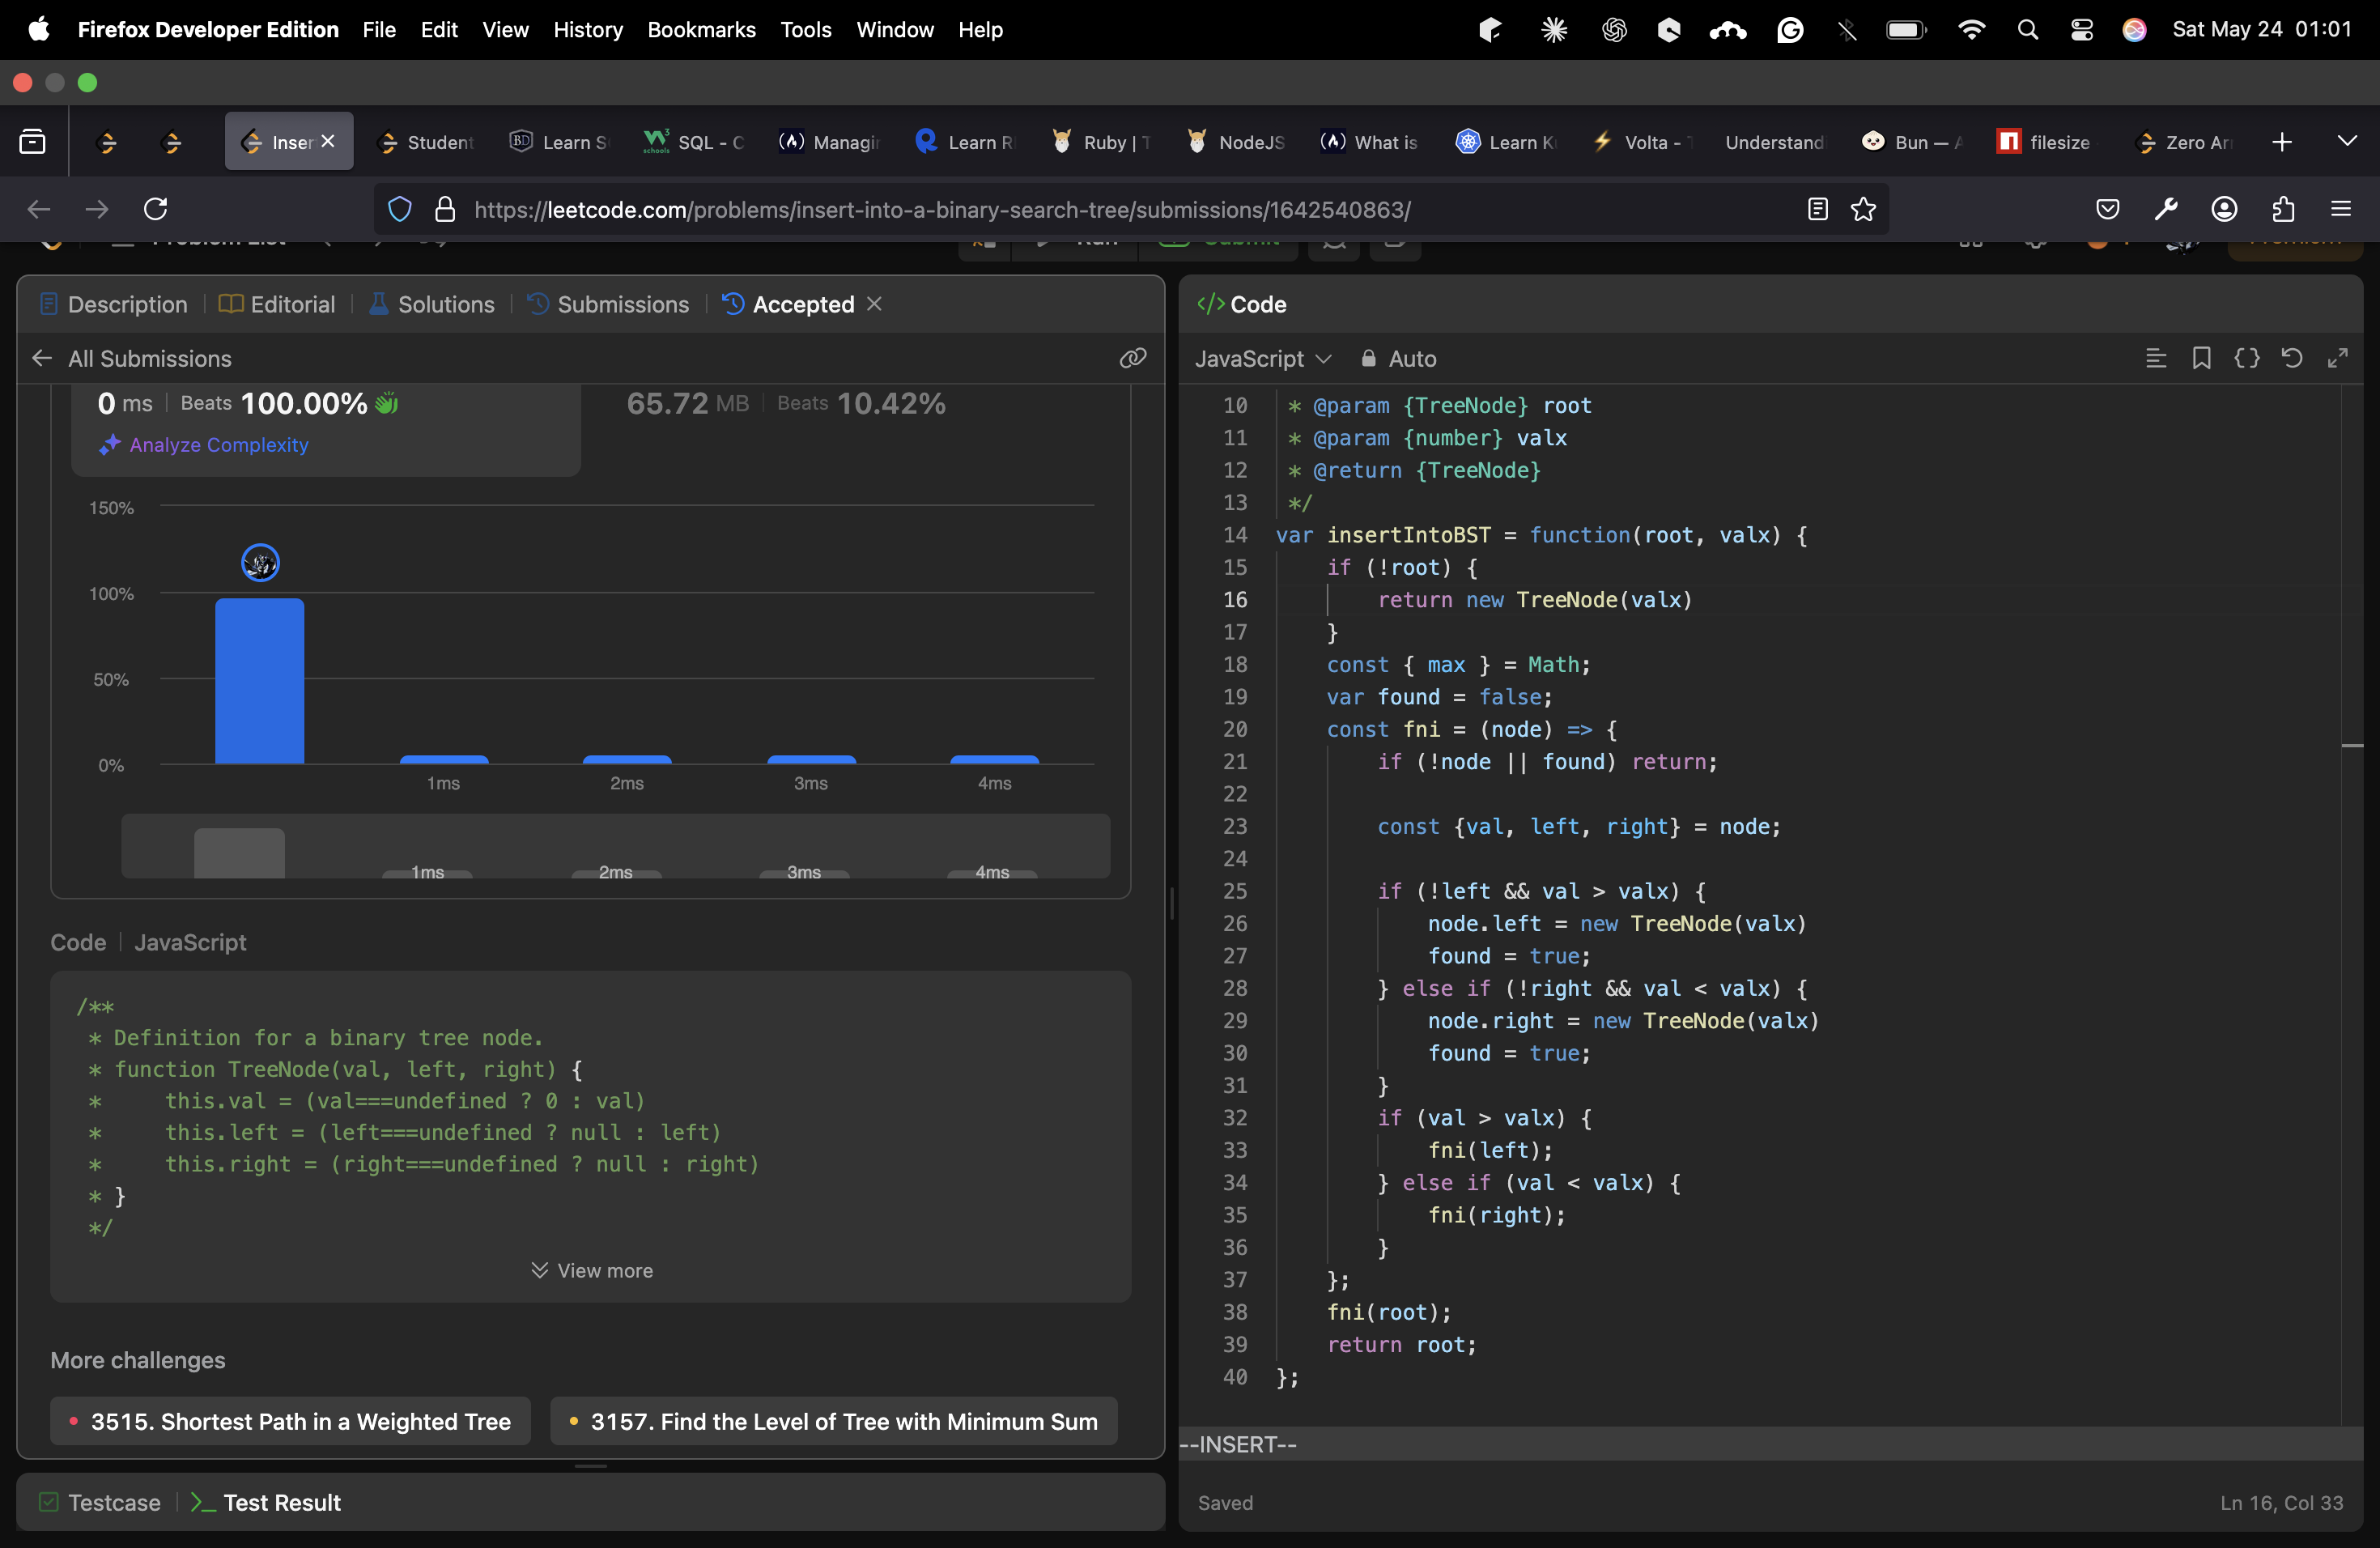 Firefox Developer Edition File Edit View History Bookmarks Tools Window Help Sat May 24 01:01
Inser Student Learn S SQL - C Managi Learn R Ruby | T NodeJS What is Learn Ku Volta - T Understand Bun — A filesize Zero Arr
https://leetcode.com/problems/insert-into-a-binary-search-tree/submissions/1642540863/
Problem List Run Submit Premium
Description Editorial Solutions Submissions Accepted
All Submissions
0 ms Beats 100.00% 65.72 MB Beats 10.42%
Analyze Complexity
150%
100%
50%
0%
1ms 2ms 3ms 4ms
1ms 2ms 3ms 4ms
Code JavaScript
/**
 * Definition for a binary tree node.
 * function TreeNode(val, left, right) {
 *     this.val = (val===undefined ? 0 : val)
 *     this.left = (left===undefined ? null : left)
 *     this.right = (right===undefined ? null : right)
 * }
 */
View more
More challenges
3515. Shortest Path in a Weighted Tree 3157. Find the Level of Tree with Minimum Sum
Testcase Test Result
</> Code
JavaScript Auto
10 * @param {TreeNode} root
11 * @param {number} valx
12 * @return {TreeNode}
13 */
14 var insertIntoBST = function(root, valx) {
15     if (!root) {
16         return new TreeNode(valx)
17     }
18     const { max } = Math;
19     var found = false;
20     const fni = (node) => {
21         if (!node || found) return;
22
23         const {val, left, right} = node;
24
25         if (!left && val > valx) {
26             node.left = new TreeNode(valx)
27             found = true;
28         } else if (!right && val < valx) {
29             node.right = new TreeNode(valx)
30             found = true;
31         }
32         if (val > valx) {
33             fni(left);
34         } else if (val < valx) {
35             fni(right);
36         }
37     };
38     fni(root);
39     return root;
40 };
--INSERT--
Saved Ln 16, Col 33